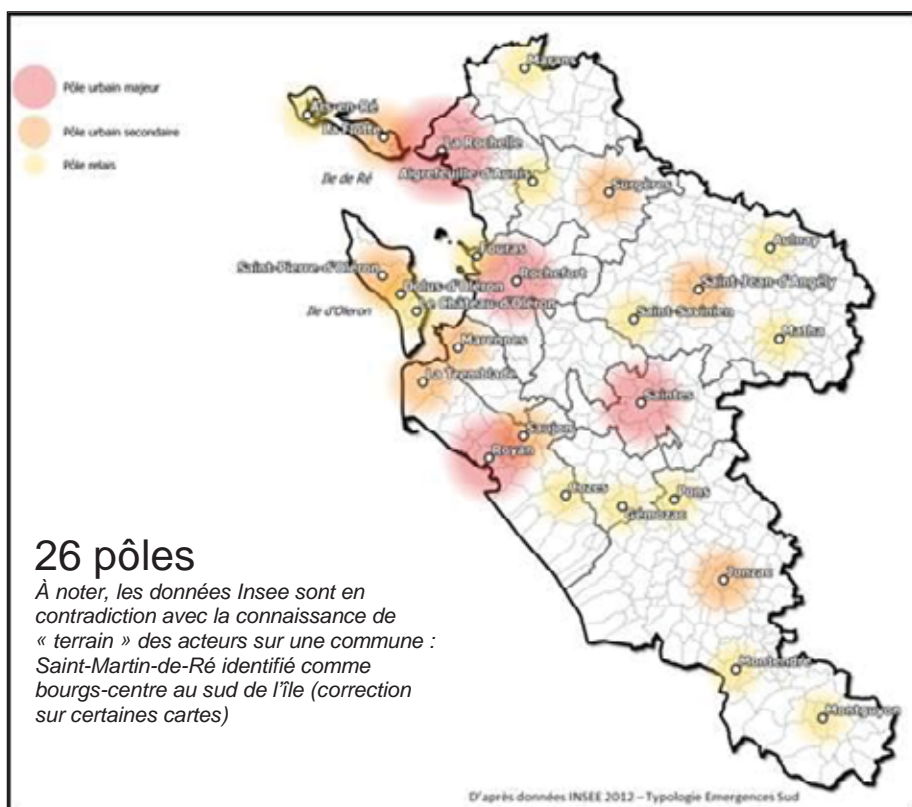 Pôle urbain majeur
Pôle urbain secondaire
Pôle relais
Marans
Ars-en-Ré
La Flotte
La Rochelle
Ile de Ré
Aigrefeuille-d'Aunis
Surgères
Fouras
Aulnay
Saint-Pierre-d'Oléron
Rochefort
Dolus-d'Oléron
Saint-Jean-d'Angély
Le Château-d'Oléron
Ile d'Oleron
Saint-Savinien
Matha
Marennes
La Tremblade
Saintes
Saujon
Royan
Cozes
Pons
Gémozac
Jonzac
Montendre
Montguyon
26 pôles
À noter, les données Insee sont en
contradiction avec la connaissance de
« terrain » des acteurs sur une commune :
Saint-Martin-de-Ré identifié comme
bourgs-centre au sud de l'île (correction
sur certaines cartes)
D'après données INSEE 2012 – Typologie Emergences Sud